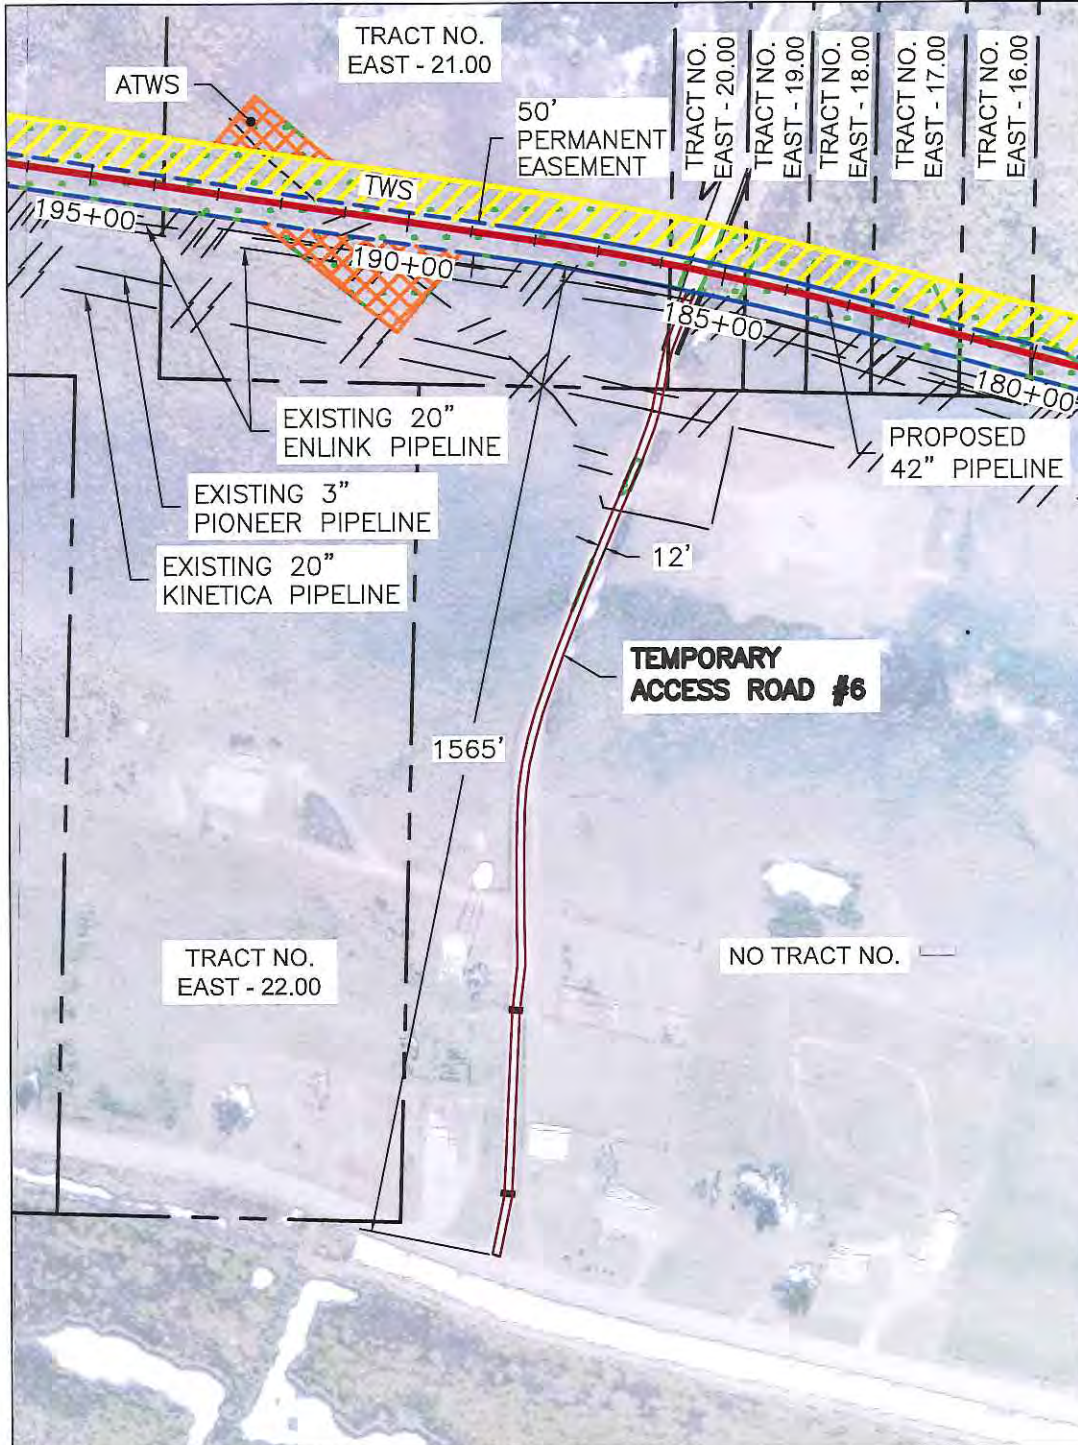 TRACT NO.
EAST - 21.00
ATWS
50'
PERMANENT
EASEMENT
TRACT NO.
EAST - 20.00
TRACT NO.
EAST - 19.00
TRACT NO.
EAST - 18.00
TRACT NO.
EAST - 17.00
TRACT NO.
EAST - 16.00
TWS
195+00
190+00
185+00
180+00
EXISTING 20"
ENLINK PIPELINE
PROPOSED
42" PIPELINE
EXISTING 3"
PIONEER PIPELINE
EXISTING 20"
KINETICA PIPELINE
12'
TEMPORARY
ACCESS ROAD #6
1565'
TRACT NO.
EAST - 22.00
NO TRACT NO.